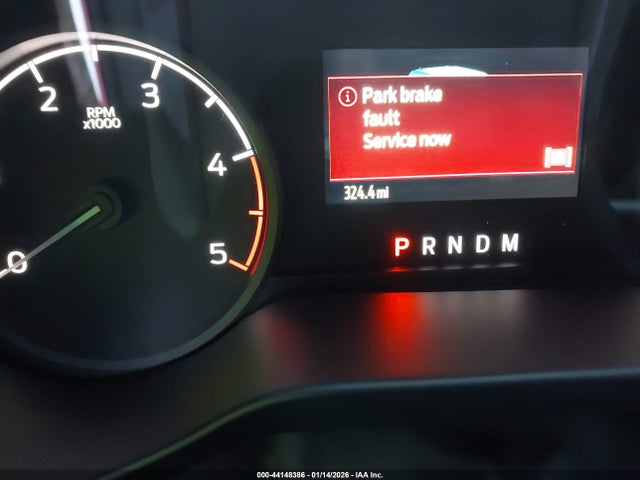 Park brake
fault
Service now
324.4 mi
P R N D M
0
2
3
4
5
RPM
x1000
000-44148386 - 01/14/2026 - IAA Inc.